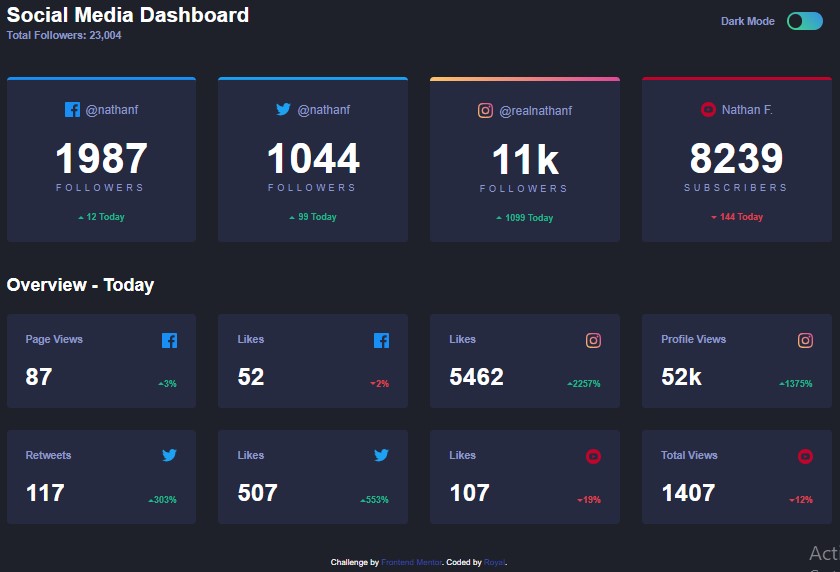 Social Media Dashboard
Total Followers: 23,004
Dark Mode
@nathanf
1987
FOLLOWERS
12 Today
@nathanf
1044
FOLLOWERS
99 Today
@realnathanf
11k
FOLLOWERS
1099 Today
Nathan F.
8239
SUBSCRIBERS
144 Today
Overview - Today
Page Views
87
3%
Likes
52
2%
Likes
5462
2257%
Profile Views
52k
1375%
Retweets
117
303%
Likes
507
553%
Likes
107
19%
Total Views
1407
12%
Challenge by Frontend Mentor. Coded by Royal.